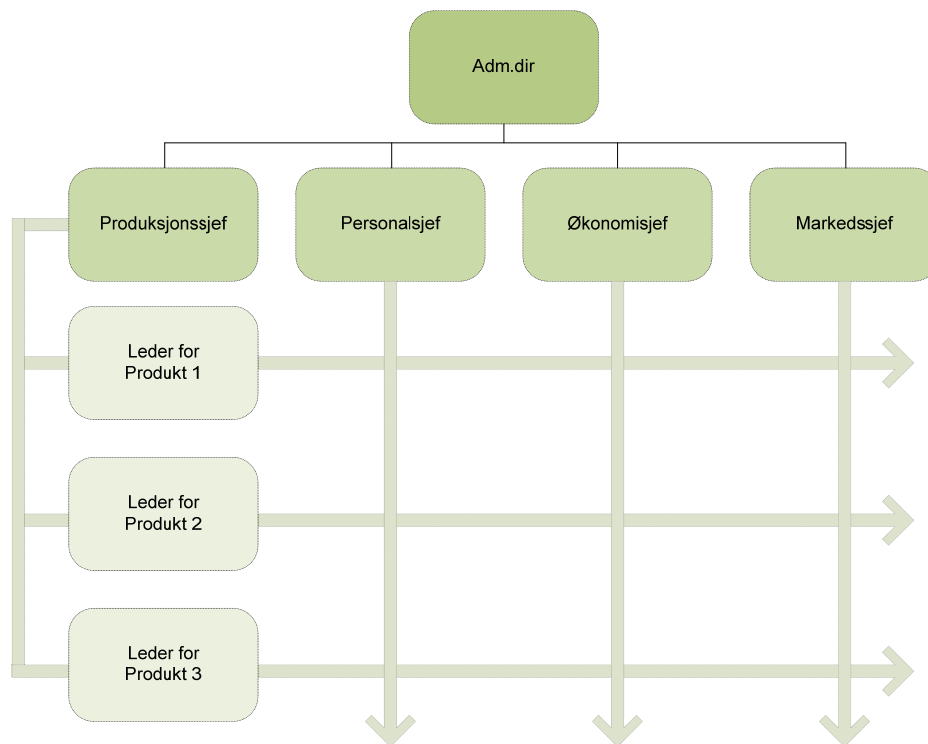 Adm.dir
Produksjonssjef
Personalsjef
Økonomisjef
Markedssjef
Leder for
Produkt 1
Leder for
Produkt 2
Leder for
Produkt 3